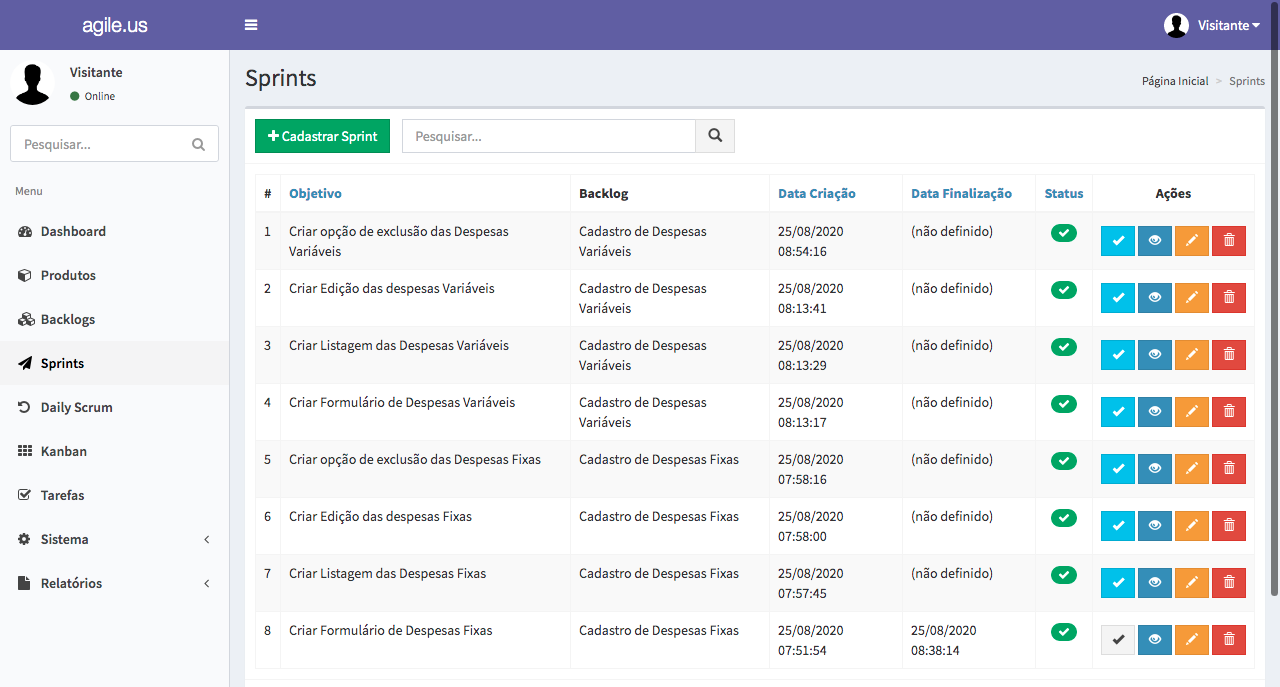 agile.us
Visitante
Visitante
Online
Pesquisar...
Menu
Dashboard
Produtos
Backlogs
Sprints
Daily Scrum
Kanban
Tarefas
Sistema
Relatórios
Sprints
Página Inicial > Sprints
Cadastrar Sprint
Pesquisar...
# Objetivo Backlog Data Criação Data Finalização Status Ações
1 Criar opção de exclusão das Despesas Cadastro de Despesas 25/08/2020 (não definido)
Variáveis Variáveis 08:54:16
2 Criar Edição das despesas Variáveis Cadastro de Despesas 25/08/2020 (não definido)
Variáveis 08:13:41
3 Criar Listagem das Despesas Variáveis Cadastro de Despesas 25/08/2020 (não definido)
Variáveis 08:13:29
4 Criar Formulário de Despesas Variáveis Cadastro de Despesas 25/08/2020 (não definido)
Variáveis 08:13:17
5 Criar opção de exclusão das Despesas Fixas Cadastro de Despesas Fixas 25/08/2020 (não definido)
07:58:16
6 Criar Edição das despesas Fixas Cadastro de Despesas Fixas 25/08/2020 (não definido)
07:58:00
7 Criar Listagem das Despesas Fixas Cadastro de Despesas Fixas 25/08/2020 (não definido)
07:57:45
8 Criar Formulário de Despesas Fixas Cadastro de Despesas Fixas 25/08/2020 25/08/2020
07:51:54 08:38:14